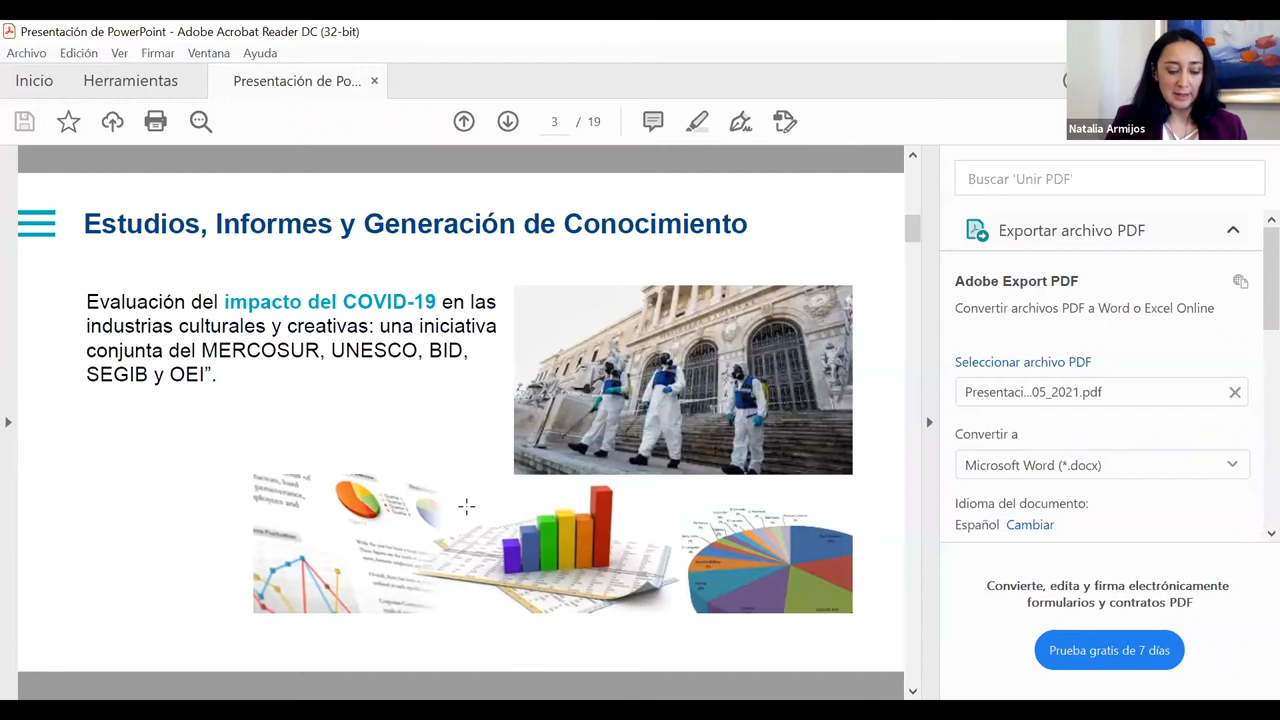 Presentación de PowerPoint - Adobe Acrobat Reader DC (32-bit)
Archivo Edición Ver Firmar Ventana Ayuda
Inicio Herramientas Presentación de Po... ×
3 / 19
Natalia Armijos
Estudios, Informes y Generación de Conocimiento
Evaluación del impacto del COVID-19 en las
industrias culturales y creativas: una iniciativa
conjunta del MERCOSUR, UNESCO, BID,
SEGIB y OEI”.
Buscar 'Unir PDF'
Exportar archivo PDF
Adobe Export PDF
Convertir archivos PDF a Word o Excel Online
Seleccionar archivo PDF
Presentaci...05_2021.pdf
Convertir a
Microsoft Word (*.docx)
Idioma del documento:
Español Cambiar
Convierte, edita y firma electrónicamente
formularios y contratos PDF
Prueba gratis de 7 días